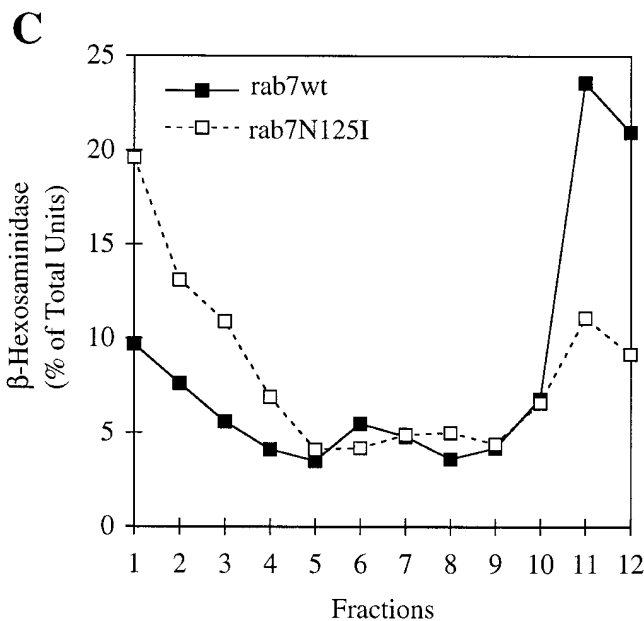 C
25
20
15
10
5
0
β-Hexosaminidase
(% of Total Units)
rab7wt
rab7N125I
1 2 3 4 5 6 7 8 9 10 11 12
Fractions